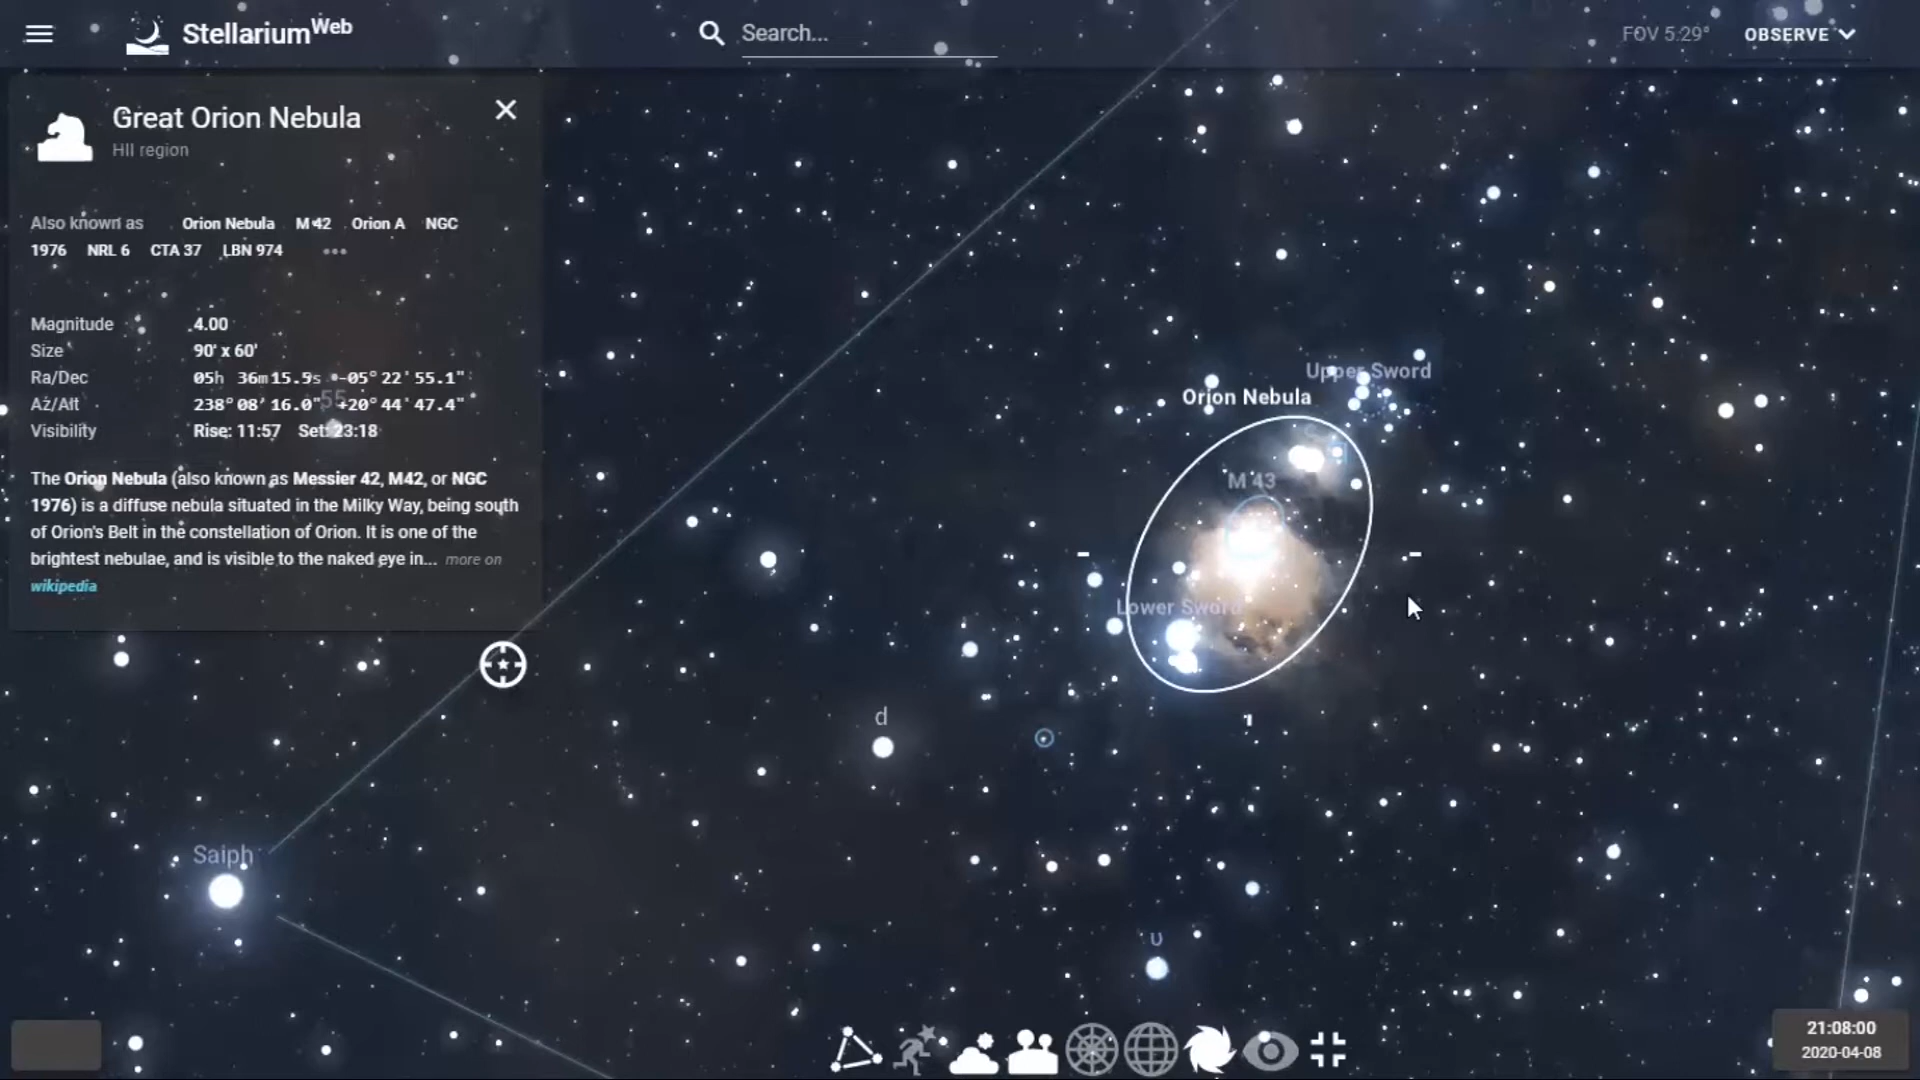 StellariumWeb
Search...
FOV 5.29°
OBSERVE
Great Orion Nebula
HII region
Also known as Orion Nebula M 42 Orion A NGC
1976 NRL 6 CTA 37 LBN 974 •••
Magnitude 4.00
Size 90' x 60'
Ra/Dec 05h 36m 15.5s -05° 22' 55.1"
Az/Alt 238° 08' 16.0" +20° 44' 47.4"
55
Visibility Rise: 11:57 Set: 23:18
The Orion Nebula (also known as Messier 42, M42, or NGC
1976) is a diffuse nebula situated in the Milky Way, being south
of Orion's Belt in the constellation of Orion. It is one of the
brightest nebulae, and is visible to the naked eye in... more on
wikipedia
Upper Sword
Orion Nebula
M 43
Lower Sword
d
Saiph
υ
21:08:00
2020-04-08